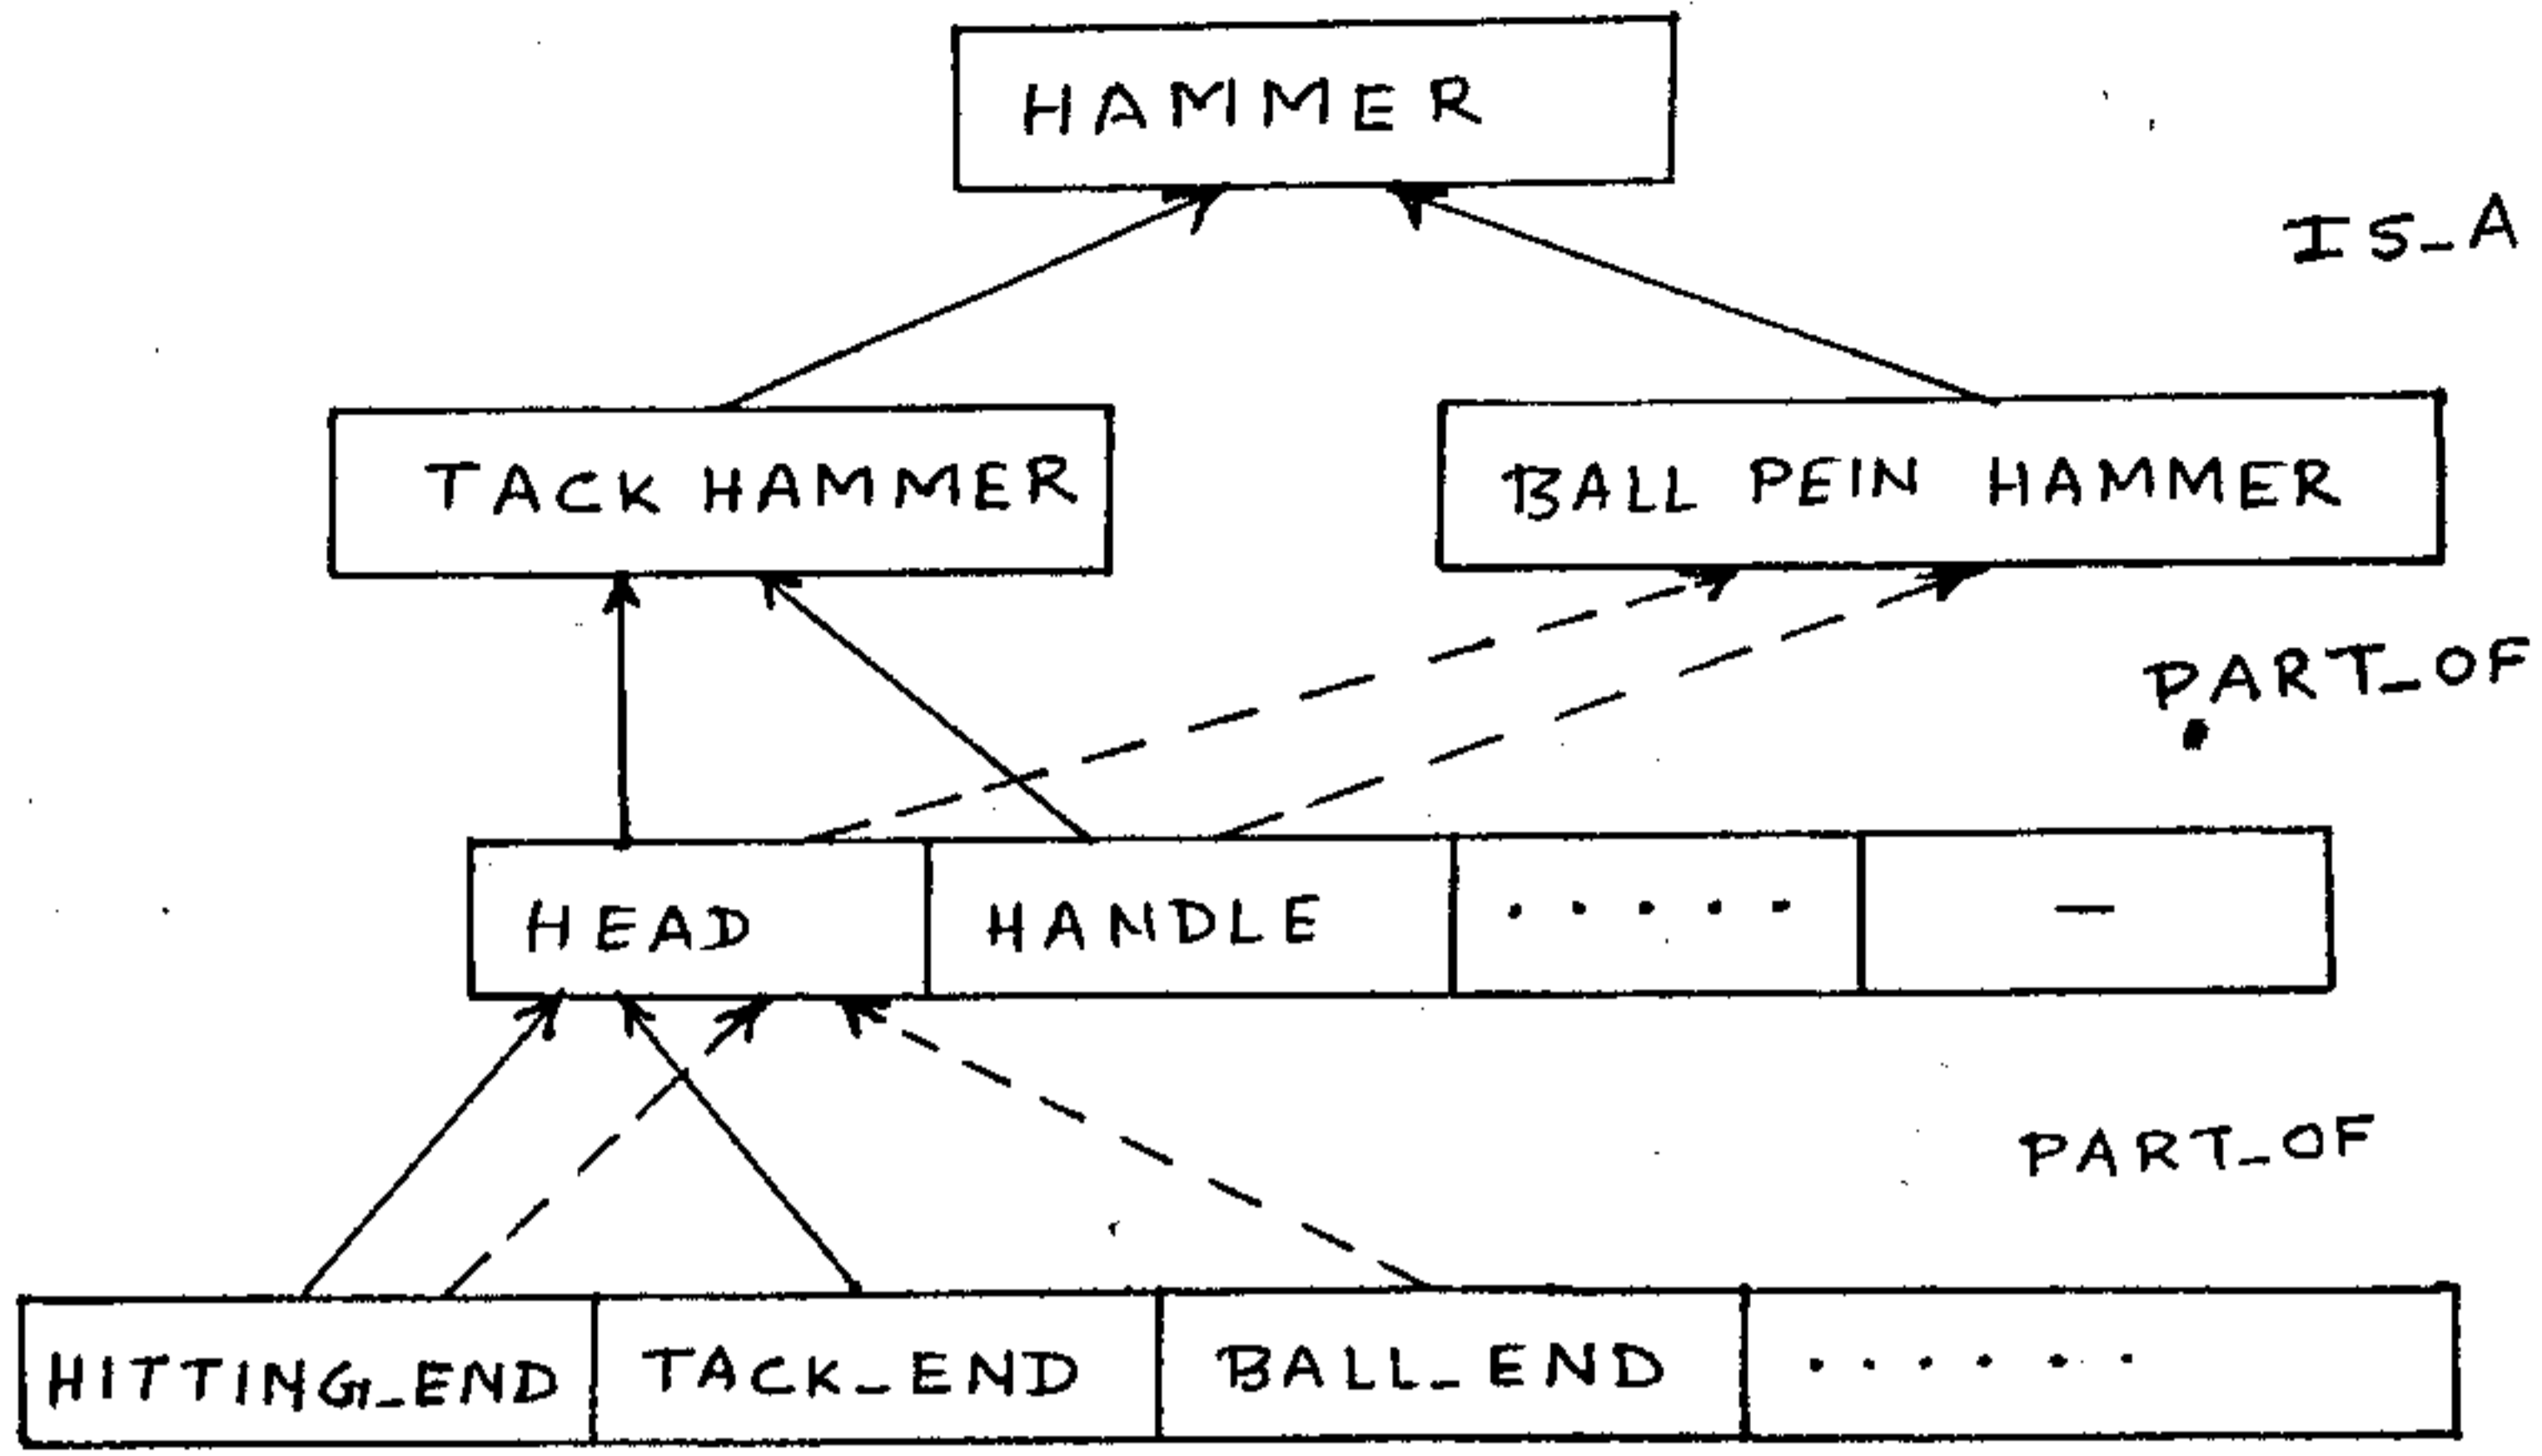 HAMMER
IS_A
TACK HAMMER BALL PEIN HAMMER
PART_OF
HEAD HANDLE ..... —
PART_OF
HITTING_END TACK_END BALL_END ......